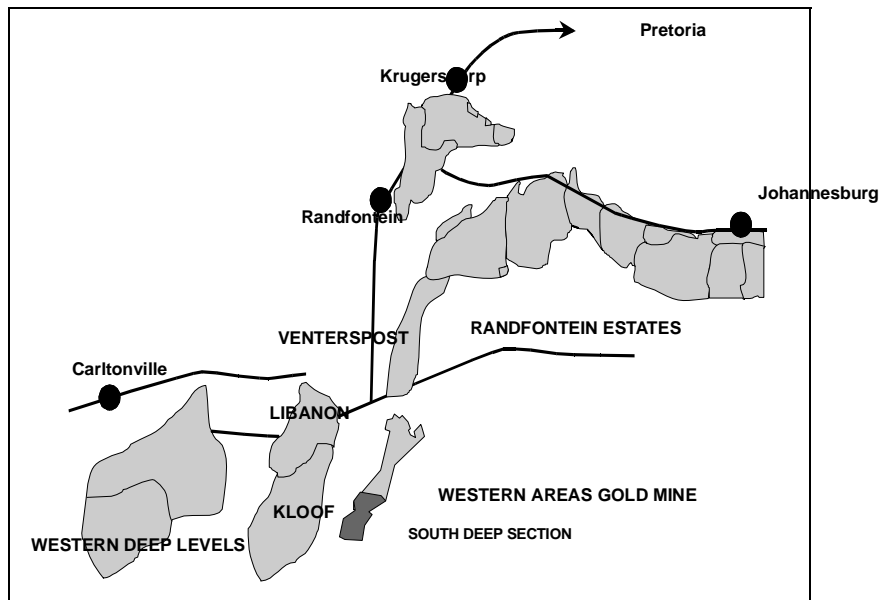 Pretoria
Krugersdorp
Johannesburg
Randfontein
RANDFONTEIN ESTATES
VENTERSPOST
Carltonville
LIBANON
WESTERN AREAS GOLD MINE
KLOOF
SOUTH DEEP SECTION
WESTERN DEEP LEVELS